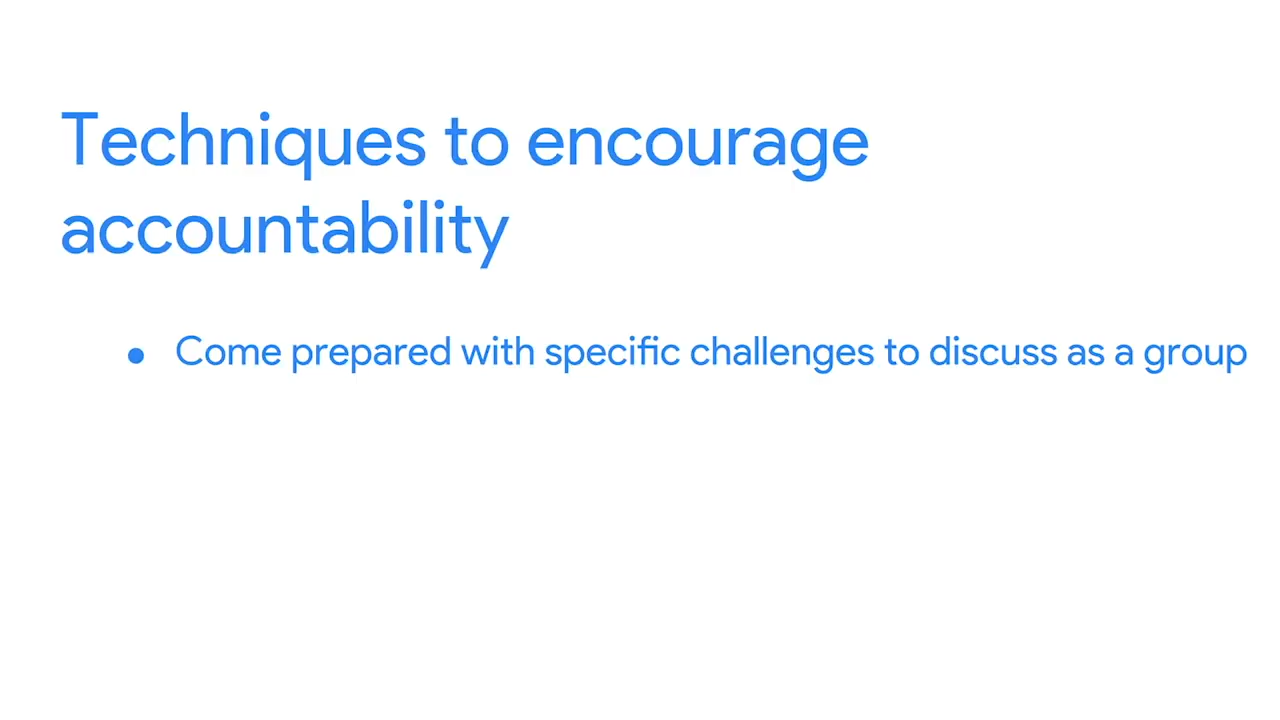 Techniques to encourage
accountability
● Come prepared with specific challenges to discuss as a group